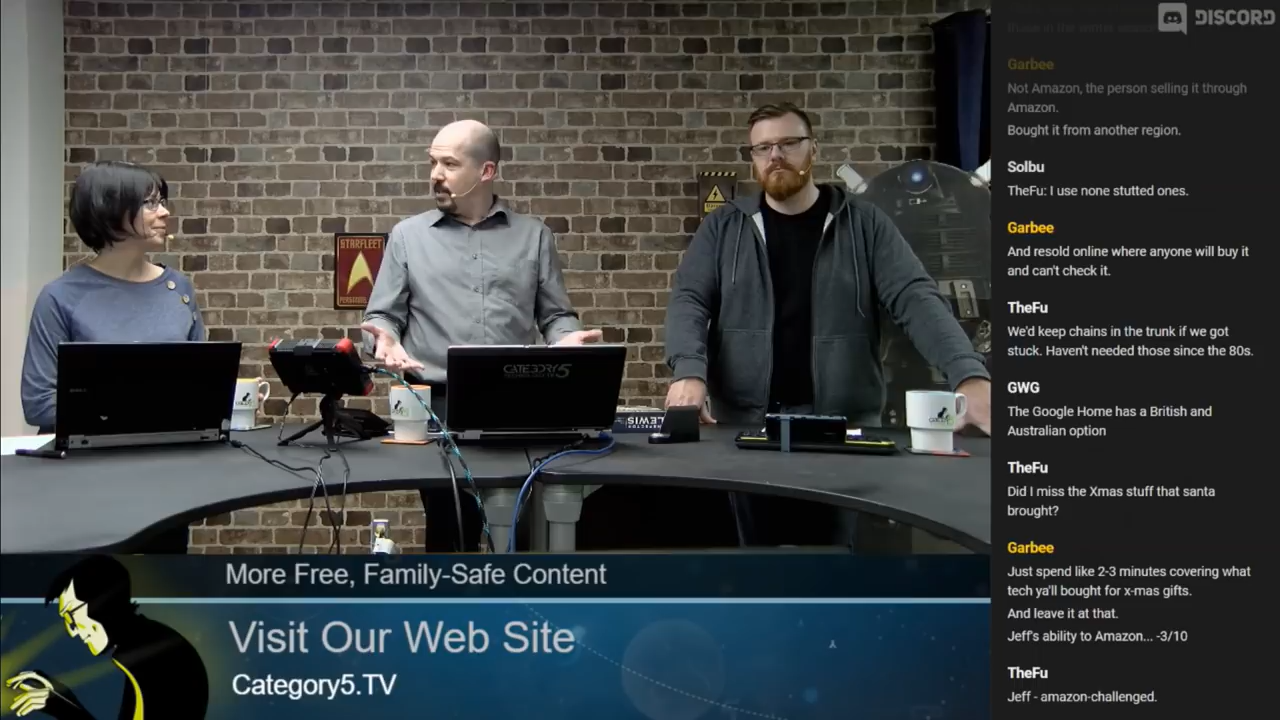 DISCORD
Garbee
Not Amazon, the person selling it through
Amazon.
Bought it from another region.
Solbu
TheFu: I use none stutted ones.
Garbee
And resold online where anyone will buy it
and can't check it.
TheFu
We'd keep chains in the trunk if we got
stuck. Haven't needed those since the 80s.
GWG
The Google Home has a British and
Australian option
TheFu
Did I miss the Xmas stuff that santa
brought?
Garbee
Just spend like 2-3 minutes covering what
tech ya'll bought for x-mas gifts.
And leave it at that.
Jeff's ability to Amazon... -3/10
TheFu
Jeff - amazon-challenged.
STARFLEET
PERSONNEL
CATEGORY5
LEWIS
INSPECTOR
More Free, Family-Safe Content
Visit Our Web Site
Category5.TV